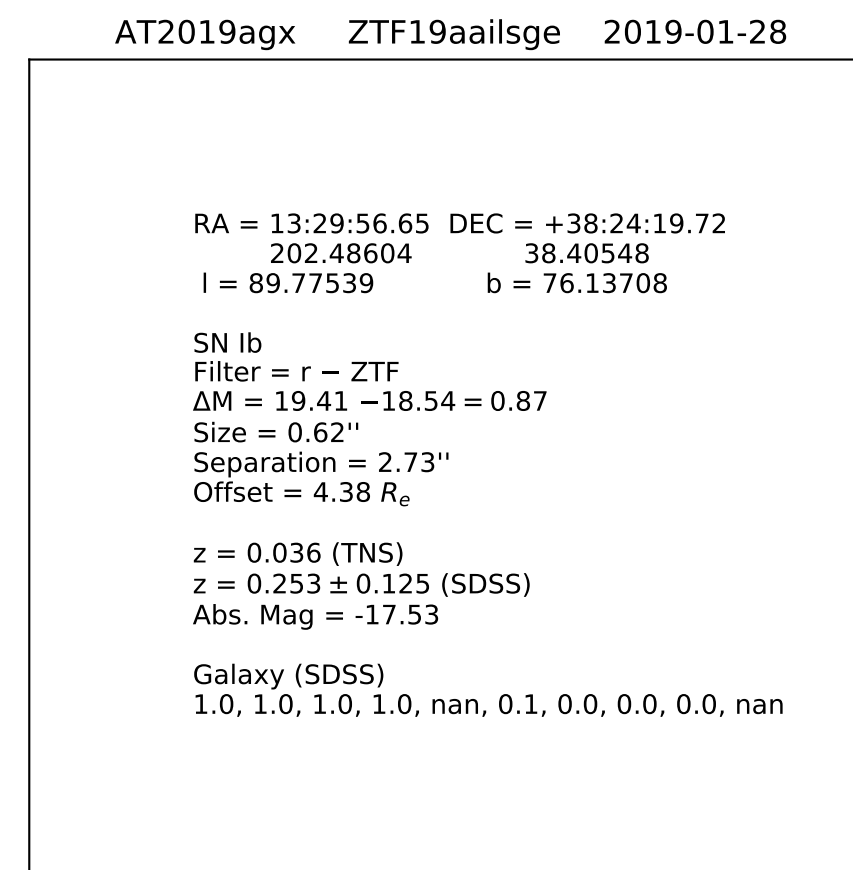 AT2019agx ZTF19aailsge 2019-01-28
RA = 13:29:56.65 DEC = +38:24:19.72
202.48604 38.40548
l = 89.77539 b = 76.13708
SN Ib
Filter = r − ZTF
ΔM = 19.41 −18.54 = 0.87
Size = 0.62''
Separation = 2.73''
Offset = 4.38 Re
z = 0.036 (TNS)
z = 0.253 ± 0.125 (SDSS)
Abs. Mag = -17.53
Galaxy (SDSS)
1.0, 1.0, 1.0, 1.0, nan, 0.1, 0.0, 0.0, 0.0, nan